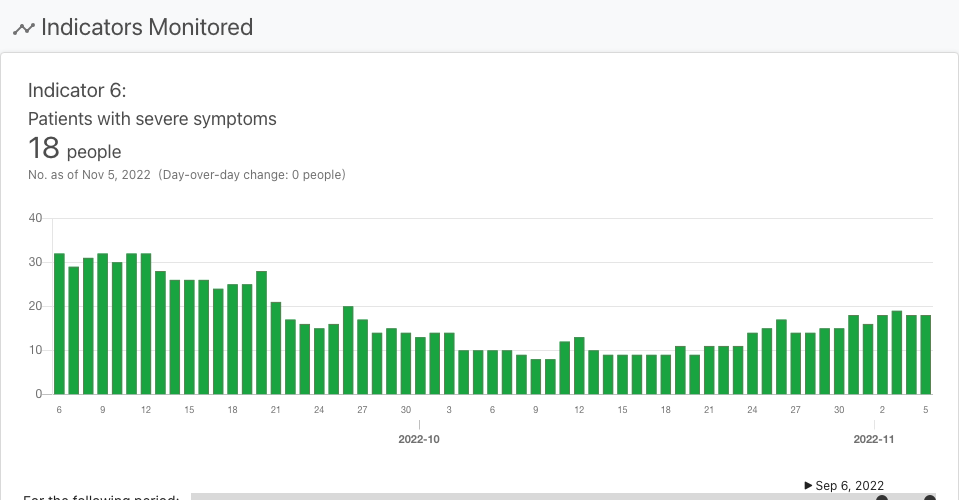 Indicators Monitored
Indicator 6:
Patients with severe symptoms
18 people
No. as of Nov 5, 2022 (Day-over-day change: 0 people)
40
30
20
10
0
6 9 12 15 18 21 24 27 30 3 6 9 12 15 18 21 24 27 30 2 5
2022-10 2022-11
▶ Sep 6, 2022
For the following period: